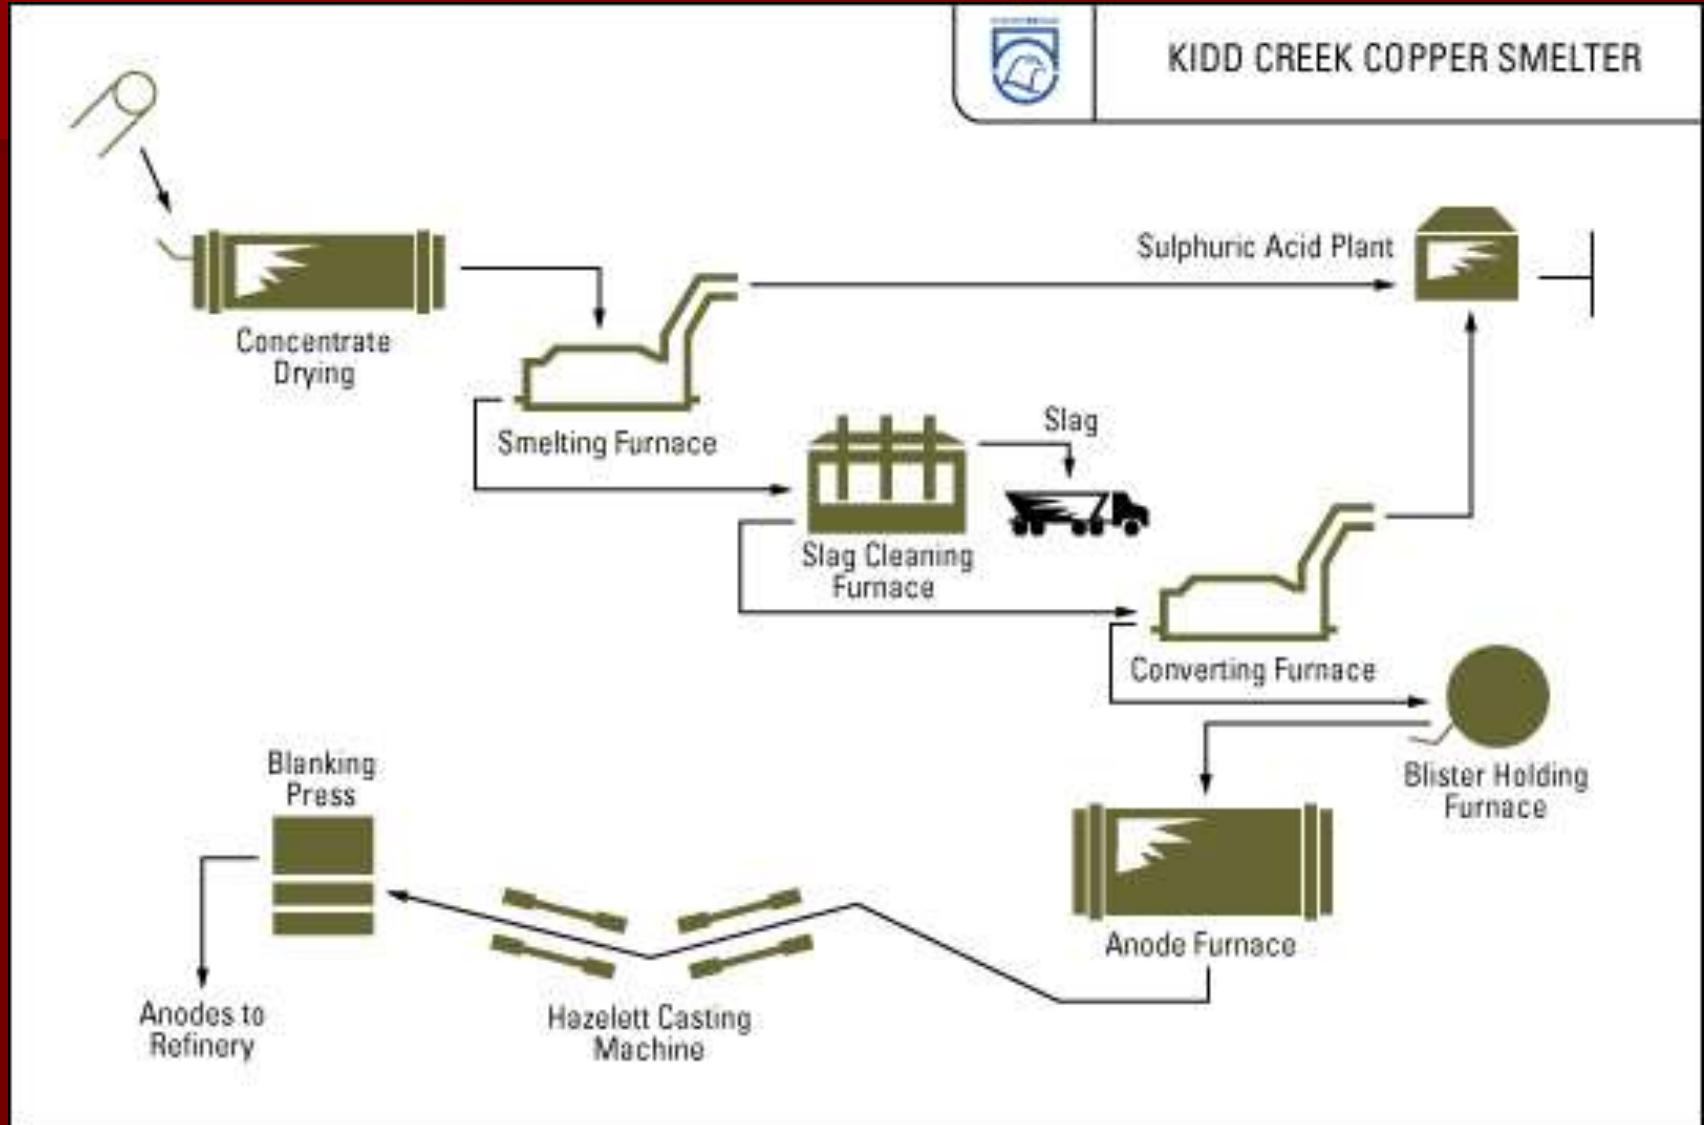 KIDD CREEK COPPER SMELTER
Sulphuric Acid Plant
Concentrate
Drying
Smelting Furnace
Slag
Slag Cleaning
Furnace
Converting Furnace
Blister Holding
Furnace
Blanking
Press
Anode Furnace
Anodes to
Refinery
Hazelett Casting
Machine